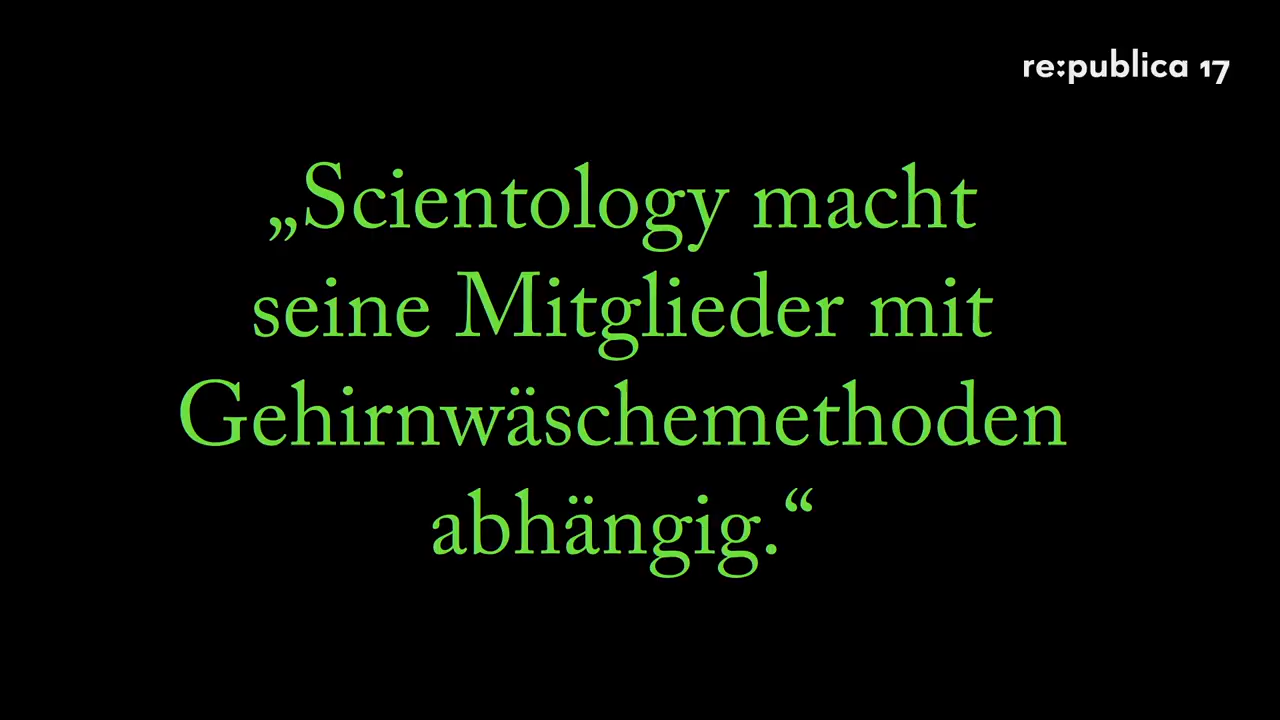 re:publica 17
„Scientology macht
seine Mitglieder mit
Gehirnwäschemethoden
abhängig.“